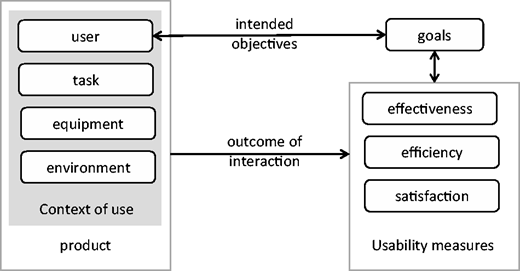 user
task
equipment
environment
Context of use
product
intended
objectives
outcome of
interaction
goals
effectiveness
efficiency
satisfaction
Usability measures